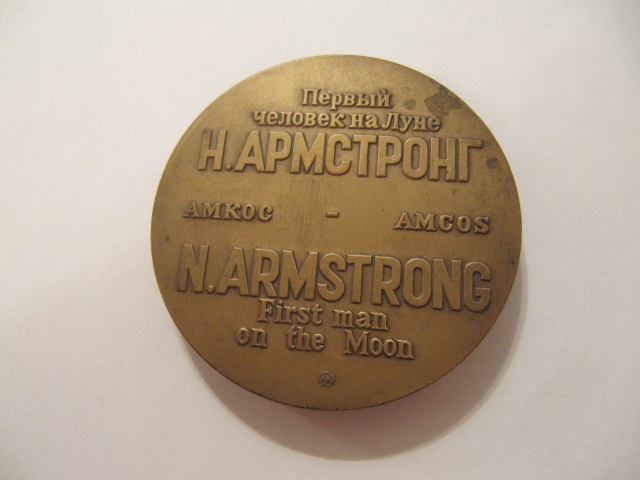 Первый
человек на Луне
Н.АРМСТРОНГ
АМКОС - AMCOS
N.ARMSTRONG
First man
on the Moon